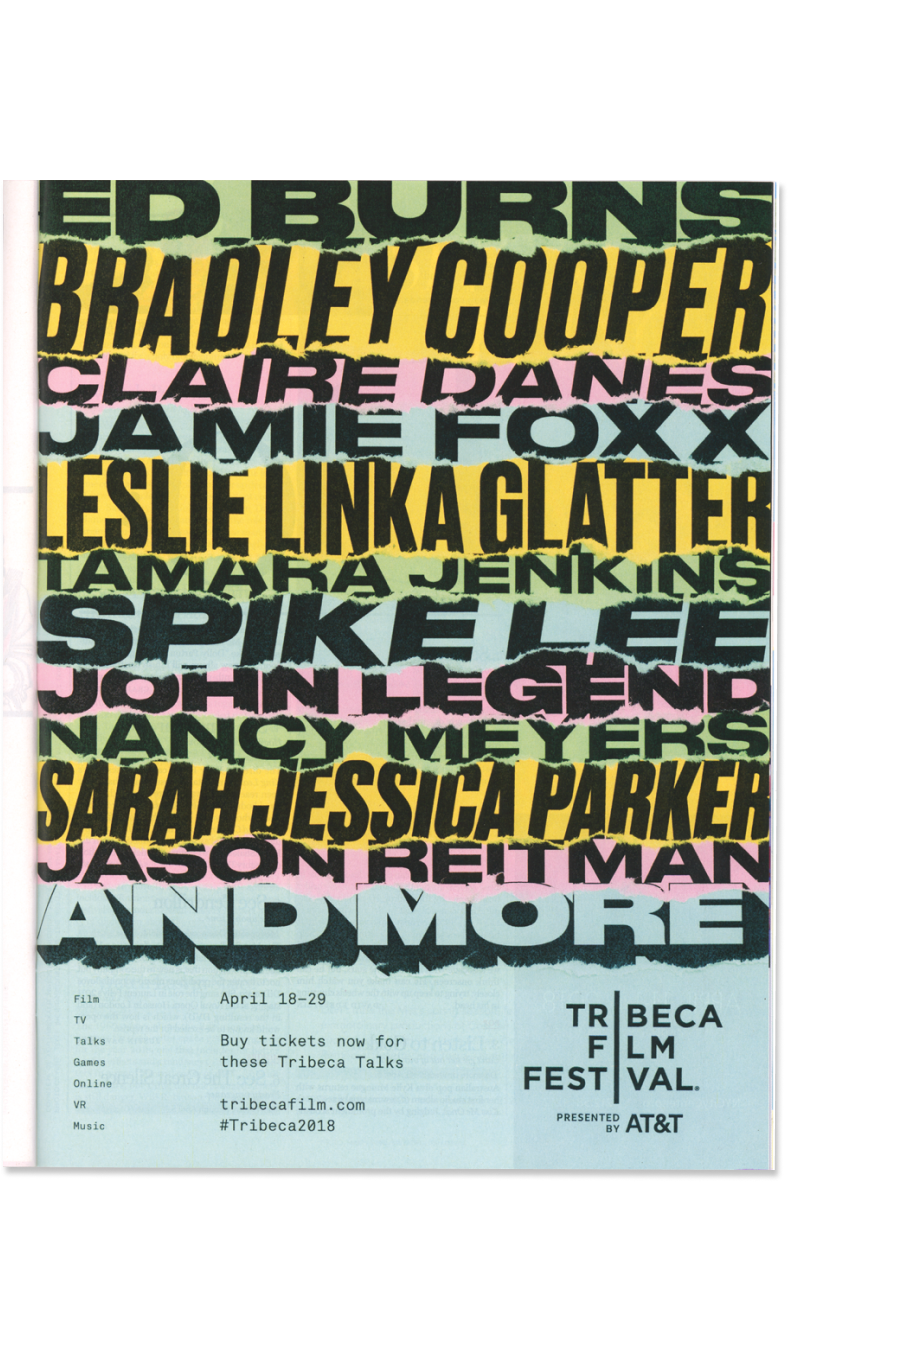 ED BURNS
BRADLEY COOPER
CLAIRE DANES
JAMIE FOXX
LESLIE LINKA GLATTER
TAMARA JENKINS
SPIKE LEE
JOHN LEGEND
NANCY MEYERS
SARAH JESSICA PARKER
JASON REITMAN
AND MORE
Film
TV
Talks
Games
Online
VR
Music
April 18–29
Buy tickets now for
these Tribeca Talks
tribecafilm.com
#Tribeca2018
TRIBECA
FILM
FESTIVAL.
PRESENTED
BY AT&T